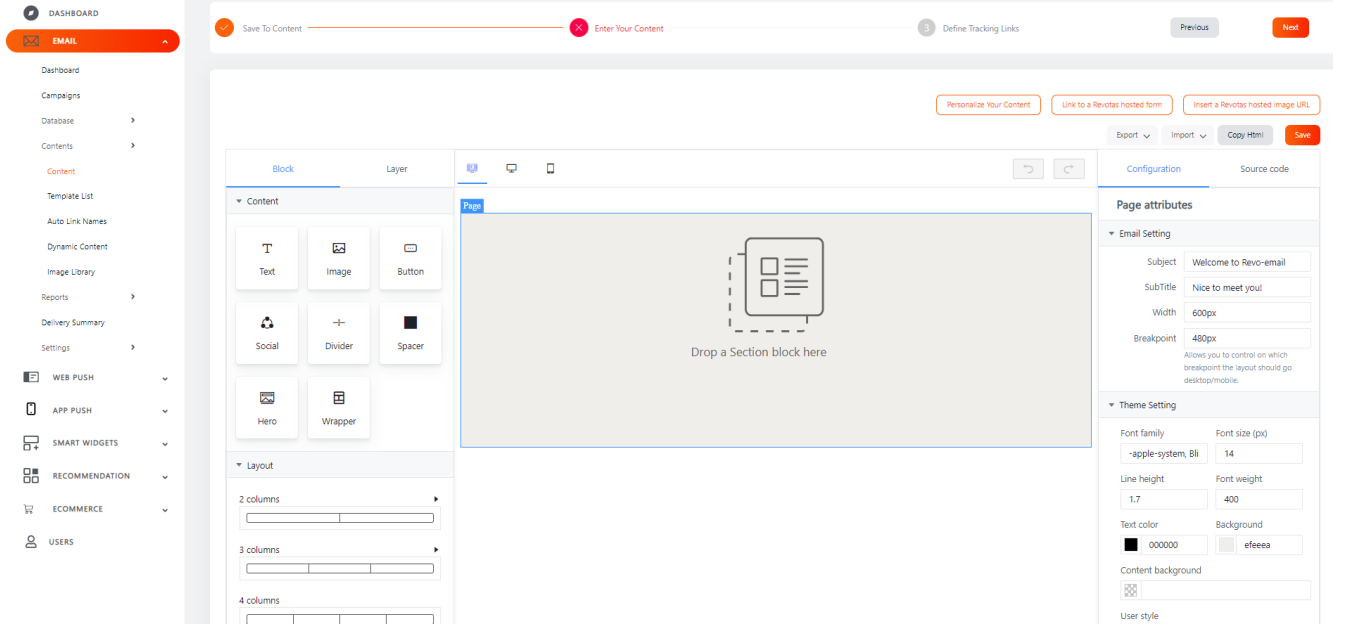 DASHBOARD
EMAIL
Dashboard
Campaigns
Database
Contents
Content
Template List
Auto Link Names
Dynamic Content
Image Library
Reports
Delivery Summary
Settings
WEB PUSH
APP PUSH
SMART WIDGETS
RECOMMENDATION
ECOMMERCE
USERS
Save To Content
Enter Your Content
3 Define Tracking Links
Previous
Next
Personalize Your Content
Link to a Revotas hosted form
Insert a Revotas hosted image URL
Export
Import
Copy Html
Save
Block
Layer
Content
Text
Image
Button
Social
Divider
Spacer
Hero
Wrapper
Layout
2 columns
3 columns
4 columns
Page
Drop a Section block here
Configuration
Source code
Page attributes
Email Setting
Subject Welcome to Revo-email
SubTitle Nice to meet you!
Width 600px
Breakpoint 480px
Allows you to control on which
breakpoint the layout should go
desktop/mobile.
Theme Setting
Font family Font size (px)
-apple-system, Bli 14
Line height Font weight
1.7 400
Text color Background
000000 efeeea
Content background
User style